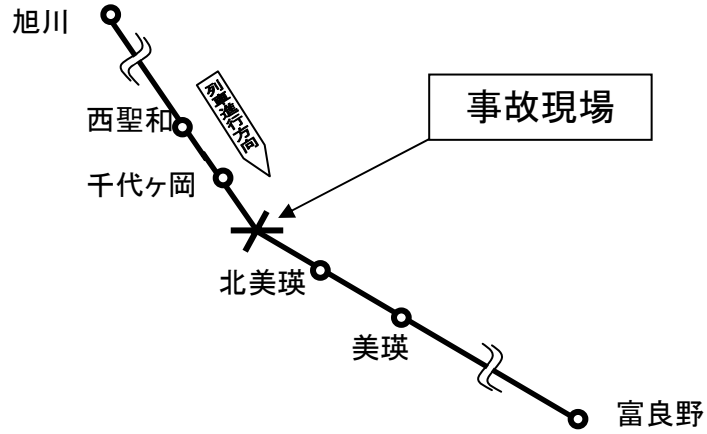 旭川
列車進行方向
事故現場
西聖和
千代ヶ岡
北美瑛
美瑛
富良野